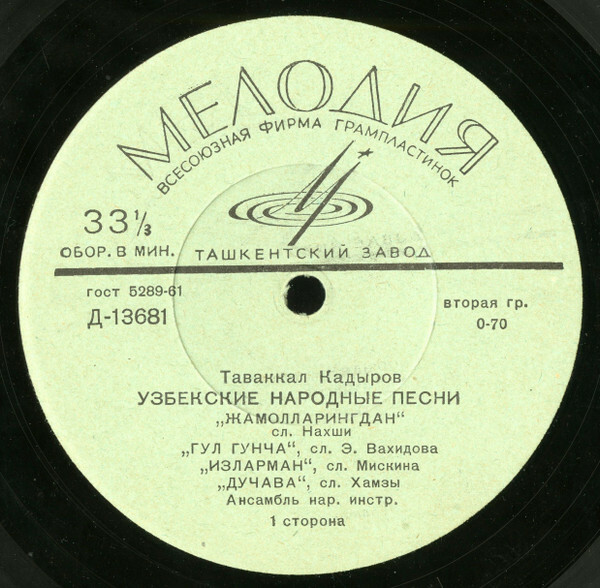 МЕЛОДИЯ
ВСЕСОЮЗНАЯ ФИРМА ГРАМПЛАСТИНОК
33 1/3
ОБОР. В МИН.
ТАШКЕНТСКИЙ ЗАВОД
гост 5289-61
Д-13681
вторая гр.
0-70
Таваккал Кадыров
УЗБЕКСКИЕ НАРОДНЫЕ ПЕСНИ
„ЖАМОЛЛАРИНГДАН“
сл. Нахши
„ГУЛ ГУНЧА“, сл. Э. Вахидова
„ИЗЛАРМАН“, сл. Мискина
„ДУЧАВА“, сл. Хамзы
Ансамбль нар. инстр.
1 сторона